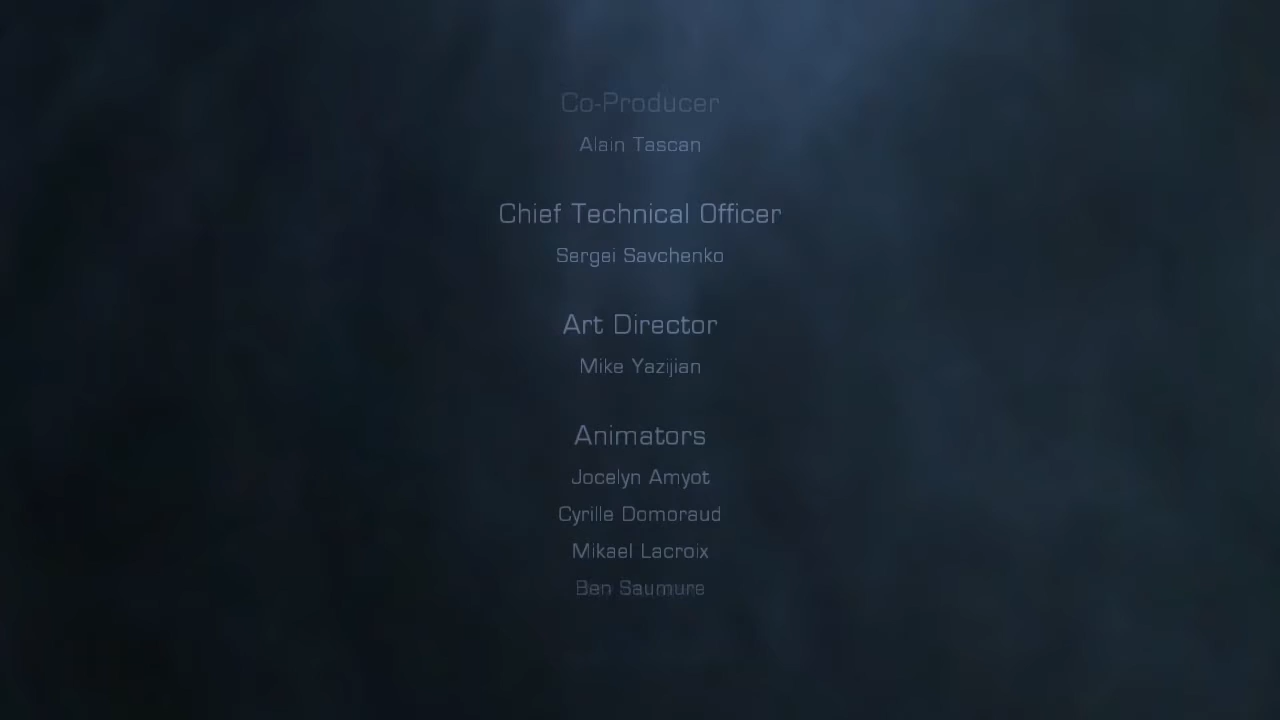 Co-Producer
Alain Tascan
Chief Technical Officer
Sergei Savchenko
Art Director
Mike Yazijian
Animators
Jocelyn Amyot
Cyrille Domoraud
Mikael Lacroix
Ben Saumure